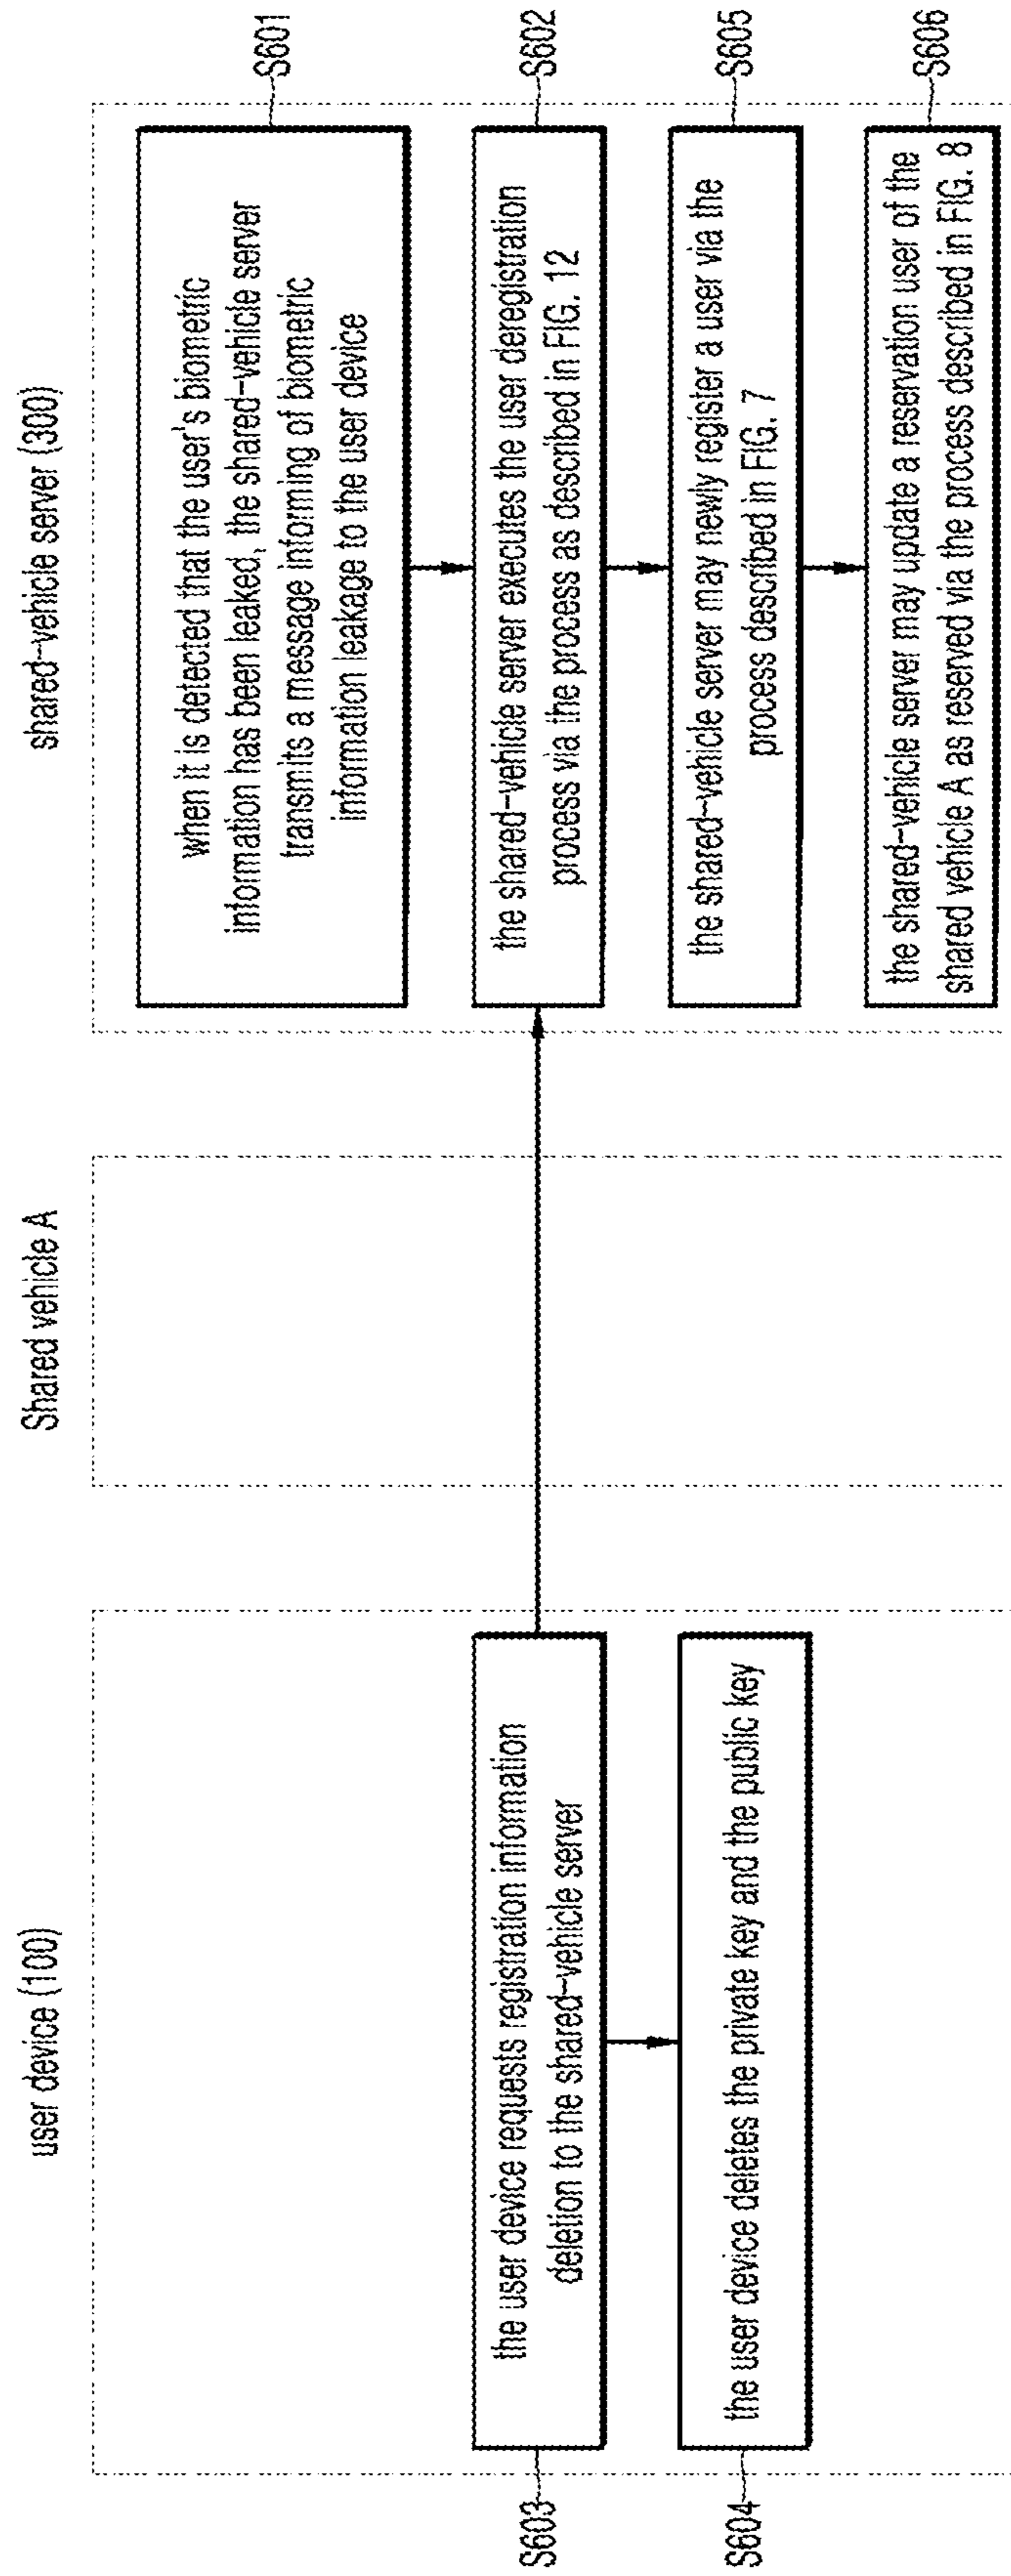 user device (100)
Shared vehicle A
shared-vehicle server (300)
when it is detected that the user's biometric
information has been leaked, the shared-vehicle server
transmits a message informing of biometric
information leakage to the user device
S601
S603
the user device requests registration information
deletion to the shared-vehicle server
the shared-vehicle server executes the user deregistration
process via the process as described in FIG. 12
S602
S604
the user device deletes the private key and the public key
the shared-vehicle server may newly register a user via the
process described in FIG. 7
S605
the shared-vehicle server may update a reservation user of the
shared vehicle A as reserved via the process described in FIG. 8
S606